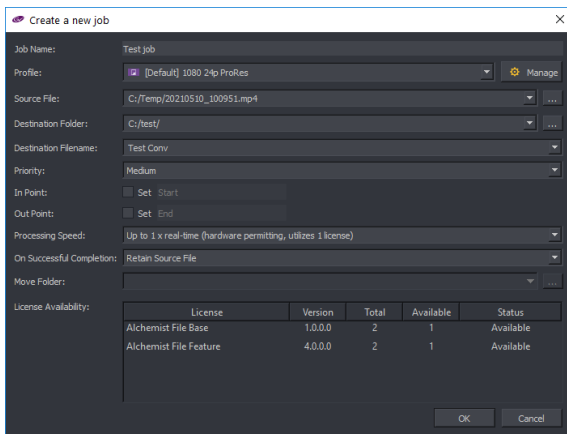 Create a new job
Job Name: Test job
Profile: [Default] 1080 24p ProRes Manage
Source File: C:/Temp/20210510_100951.mp4 ...
Destination Folder: C:/test/ ...
Destination Filename: Test Conv
Priority: Medium
In Point: Set Start
Out Point: Set End
Processing Speed: Up to 1 x real-time (hardware permitting, utilizes 1 license)
On Successful Completion: Retain Source File
Move Folder: ...
License Availability:
License Version Total Available Status
Alchemist File Base 1.0.0.0 2 1 Available
Alchemist File Feature 4.0.0.0 2 1 Available
OK Cancel